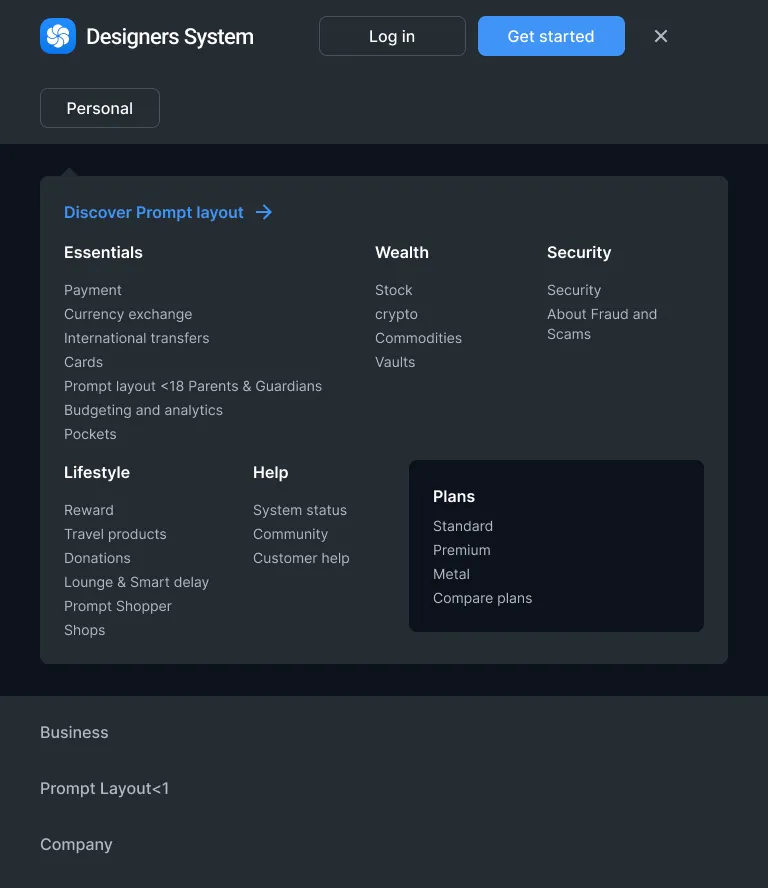 Designers System
Log in
Get started
Personal
Discover Prompt layout
Essentials
Payment
Currency exchange
International transfers
Cards
Prompt layout <18 Parents & Guardians
Budgeting and analytics
Pockets
Wealth
Stock
crypto
Commodities
Vaults
Security
Security
About Fraud and
Scams
Lifestyle
Reward
Travel products
Donations
Lounge & Smart delay
Prompt Shopper
Shops
Help
System status
Community
Customer help
Plans
Standard
Premium
Metal
Compare plans
Business
Prompt Layout<1
Company